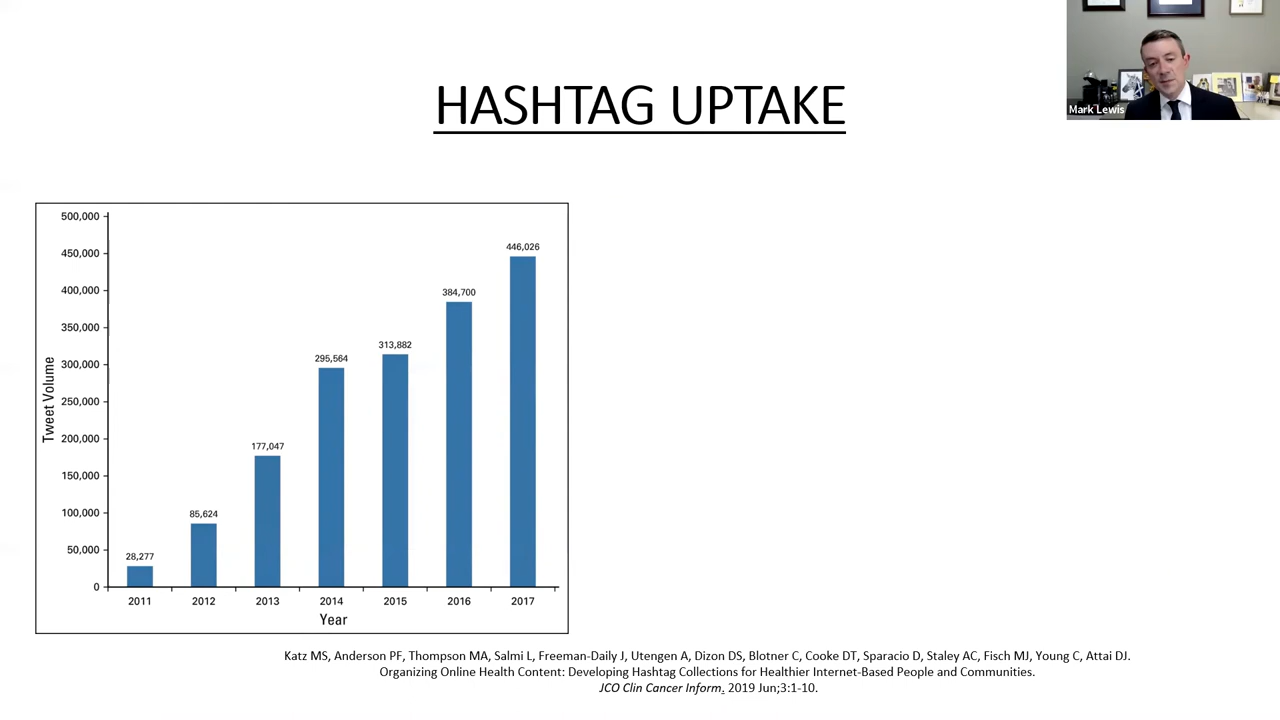 Mark Lewis
HASHTAG UPTAKE
500,000
450,000
400,000
350,000
300,000
250,000
200,000
150,000
100,000
50,000
0
Tweet Volume
28,277
85,624
177,047
295,564
313,882
384,700
446,026
2011 2012 2013 2014 2015 2016 2017
Year
Katz MS, Anderson PF, Thompson MA, Salmi L, Freeman-Daily J, Utengen A, Dizon DS, Blotner C, Cooke DT, Sparacio D, Staley AC, Fisch MJ, Young C, Attai DJ.
Organizing Online Health Content: Developing Hashtag Collections for Healthier Internet-Based People and Communities.
JCO Clin Cancer Inform. 2019 Jun;3:1-10.